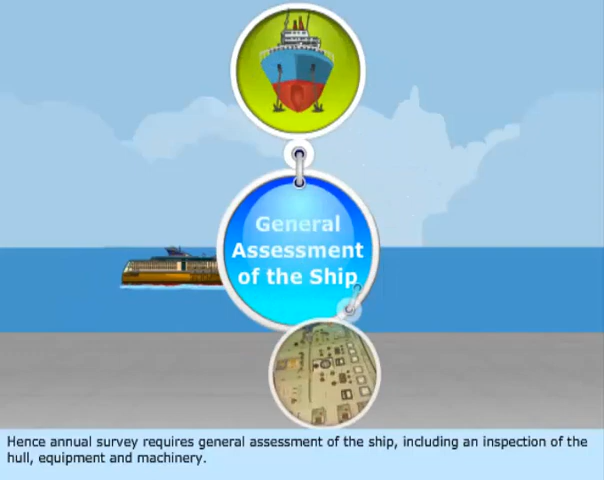 General
Assessment
of the Ship
Hence annual survey requires general assessment of the ship, including an inspection of the
hull, equipment and machinery.